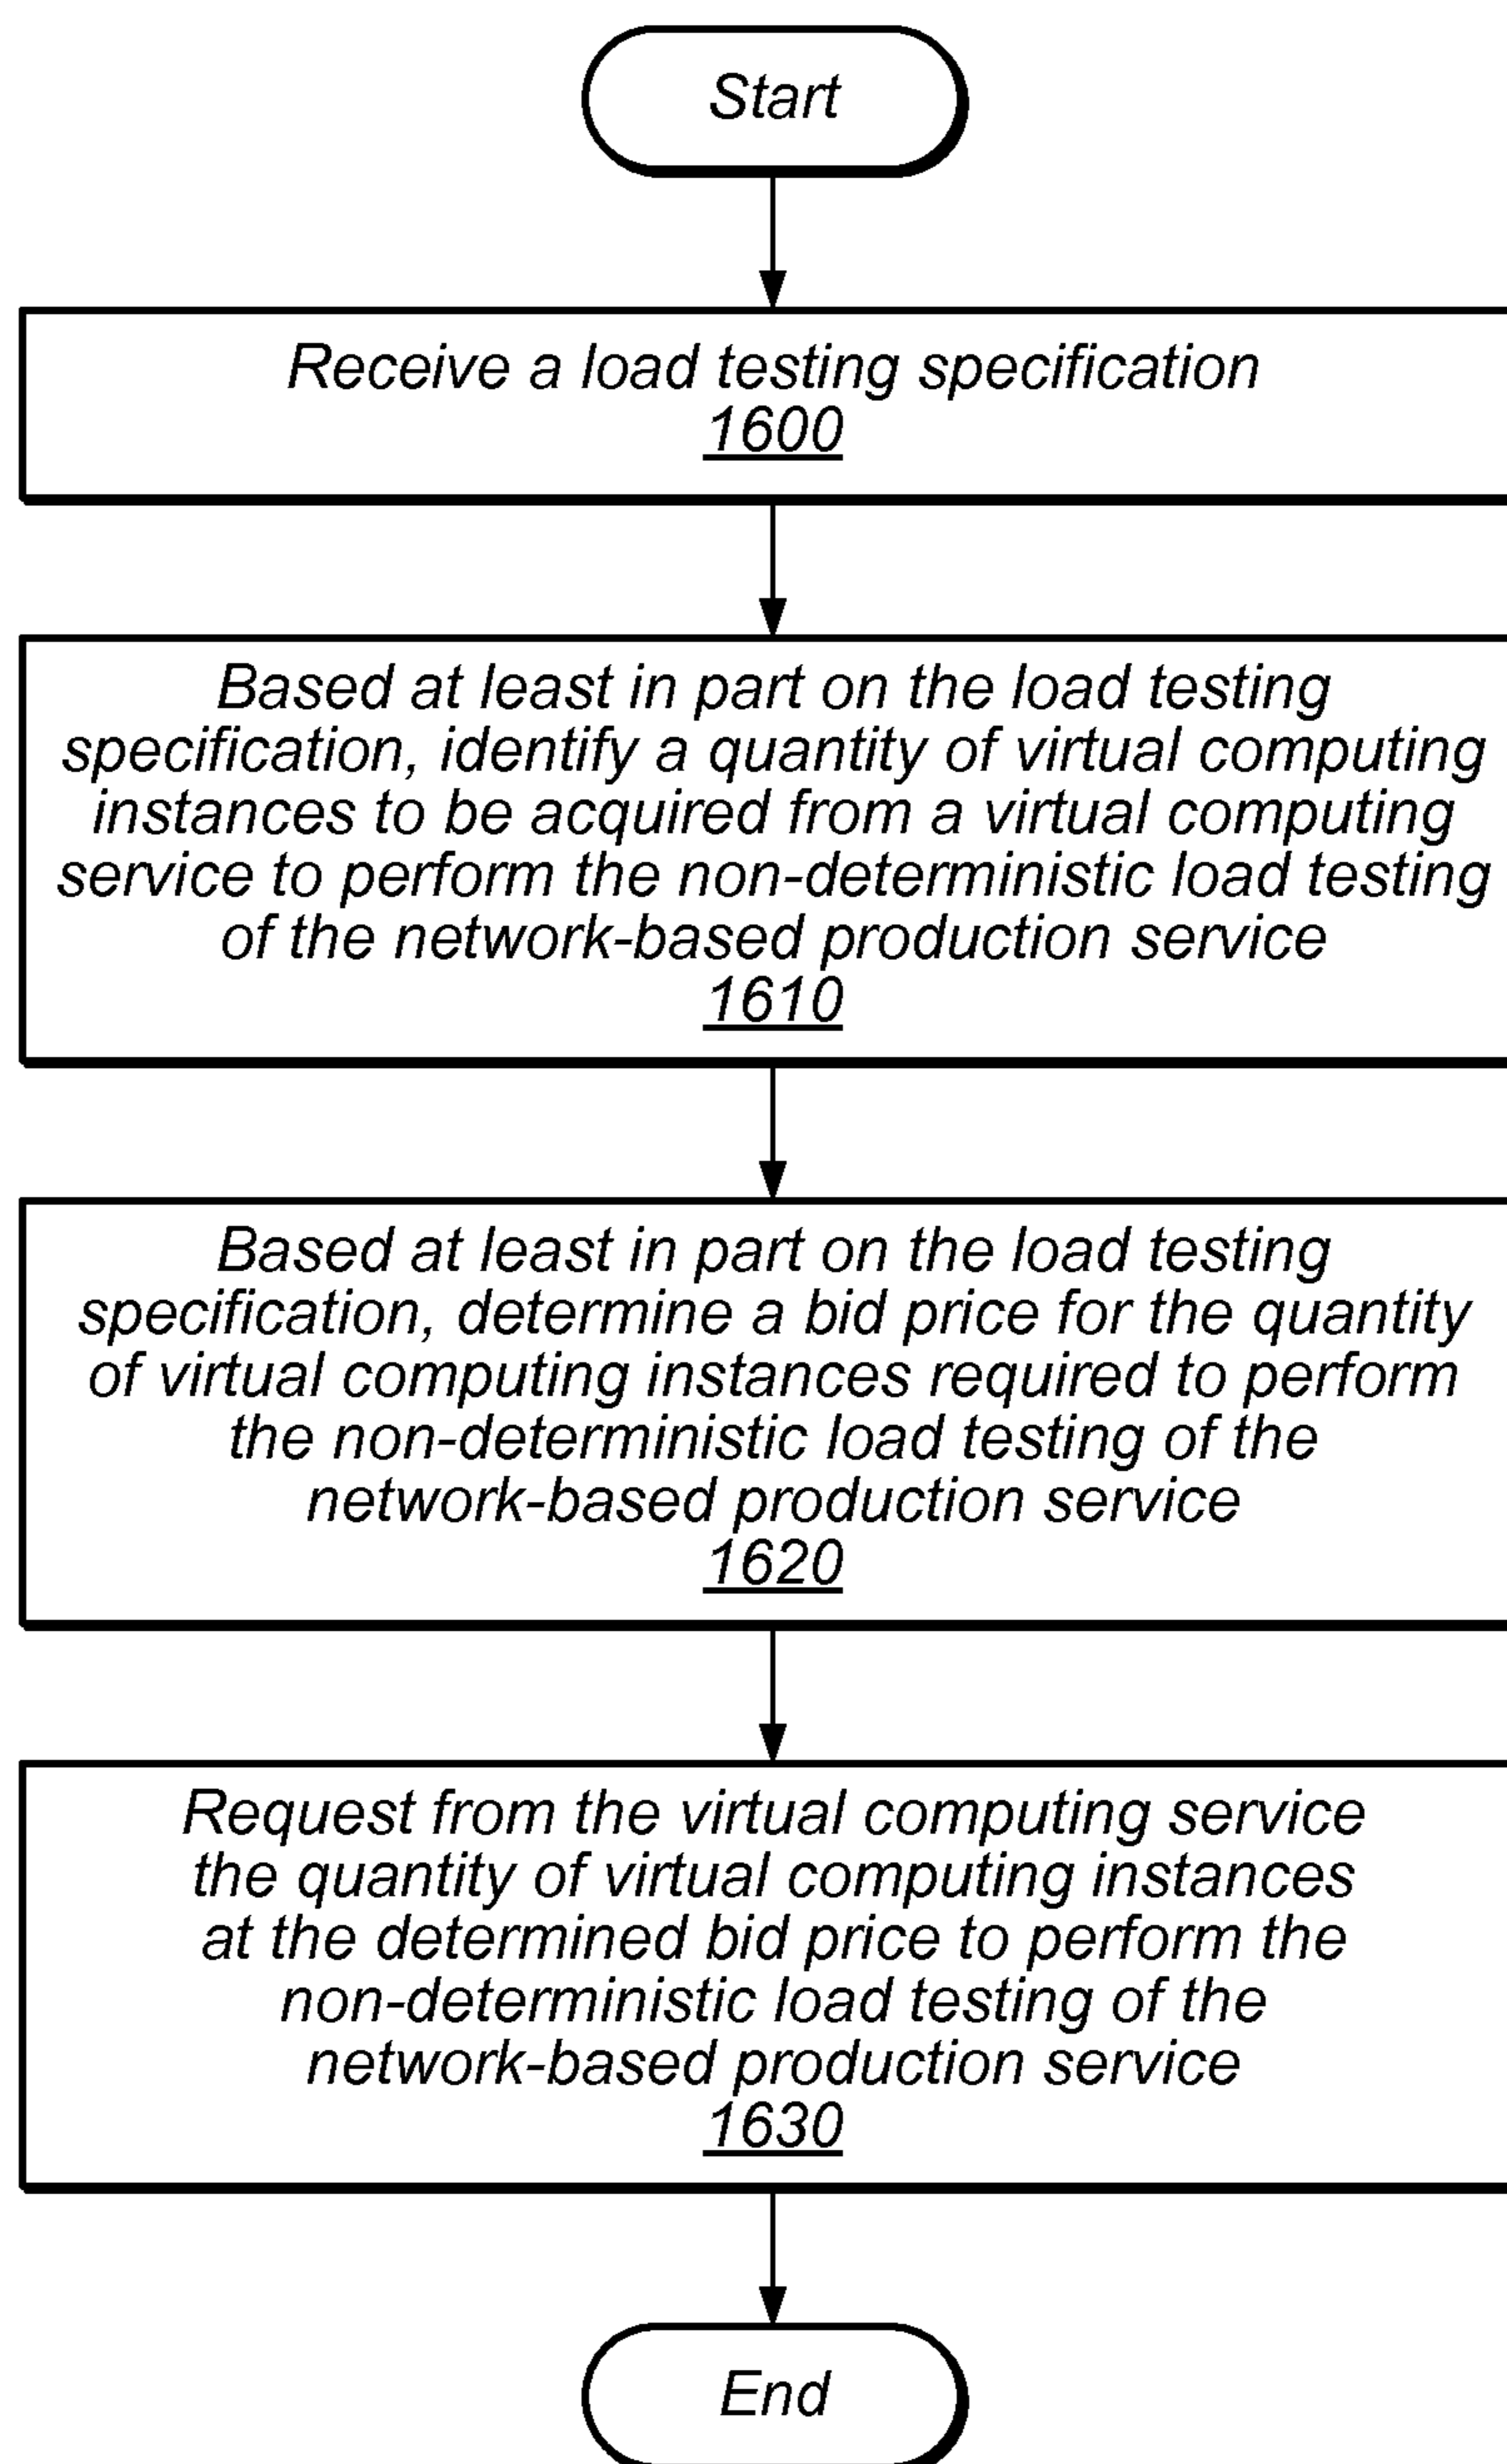 Start
Receive a load testing specification
1600
Based at least in part on the load testing
specification, identify a quantity of virtual computing
instances to be acquired from a virtual computing
service to perform the non-deterministic load testing
of the network-based production service
1610
Based at least in part on the load testing
specification, determine a bid price for the quantity
of virtual computing instances required to perform
the non-deterministic load testing of the
network-based production service
1620
Request from the virtual computing service
the quantity of virtual computing instances
at the determined bid price to perform the
non-deterministic load testing of the
network-based production service
1630
End